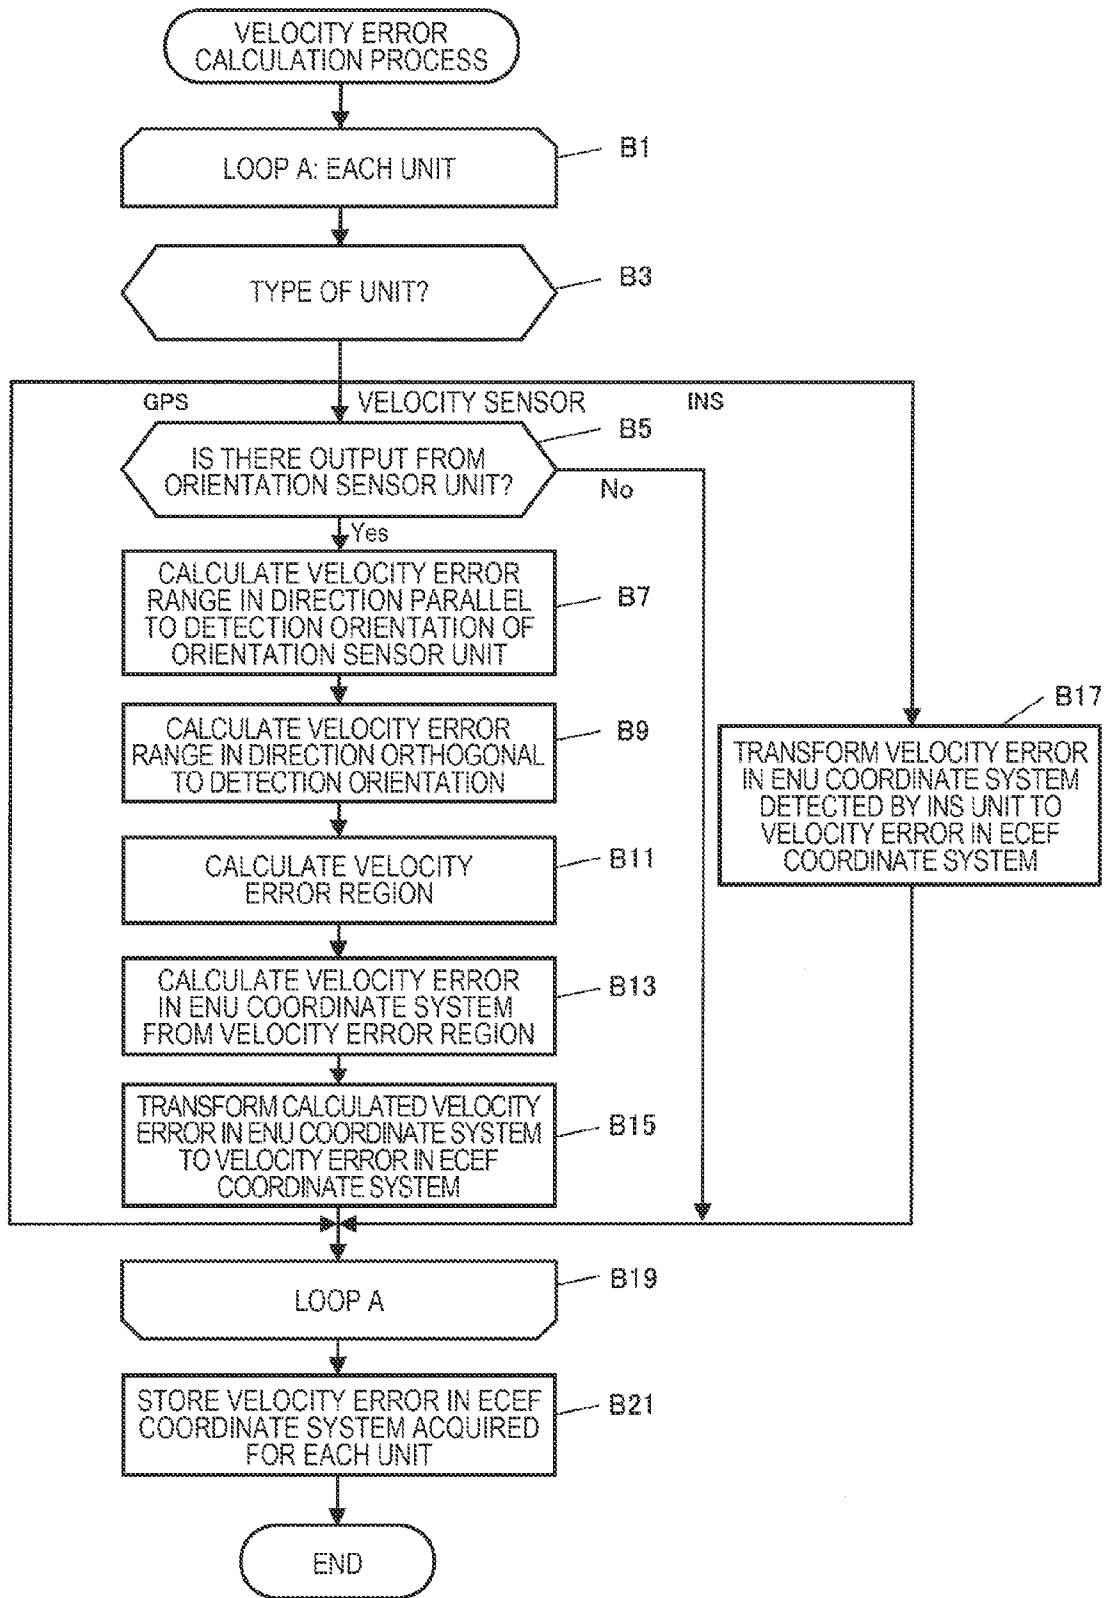 VELOCITY ERROR
CALCULATION PROCESS
LOOP A: EACH UNIT
B1
TYPE OF UNIT?
B3
GPS
VELOCITY SENSOR
INS
B5
IS THERE OUTPUT FROM
ORIENTATION SENSOR UNIT?
No
Yes
CALCULATE VELOCITY ERROR
RANGE IN DIRECTION PARALLEL
TO DETECTION ORIENTATION OF
ORIENTATION SENSOR UNIT
B7
CALCULATE VELOCITY ERROR
RANGE IN DIRECTION ORTHOGONAL
TO DETECTION ORIENTATION
B9
B17
TRANSFORM VELOCITY ERROR
IN ENU COORDINATE SYSTEM
DETECTED BY INS UNIT TO
VELOCITY ERROR IN ECEF
COORDINATE SYSTEM
CALCULATE VELOCITY
ERROR REGION
B11
CALCULATE VELOCITY ERROR
IN ENU COORDINATE SYSTEM
FROM VELOCITY ERROR REGION
B13
TRANSFORM CALCULATED VELOCITY
ERROR IN ENU COORDINATE SYSTEM
TO VELOCITY ERROR IN ECEF
COORDINATE SYSTEM
B15
LOOP A
B19
STORE VELOCITY ERROR IN ECEF
COORDINATE SYSTEM ACQUIRED
FOR EACH UNIT
B21
END